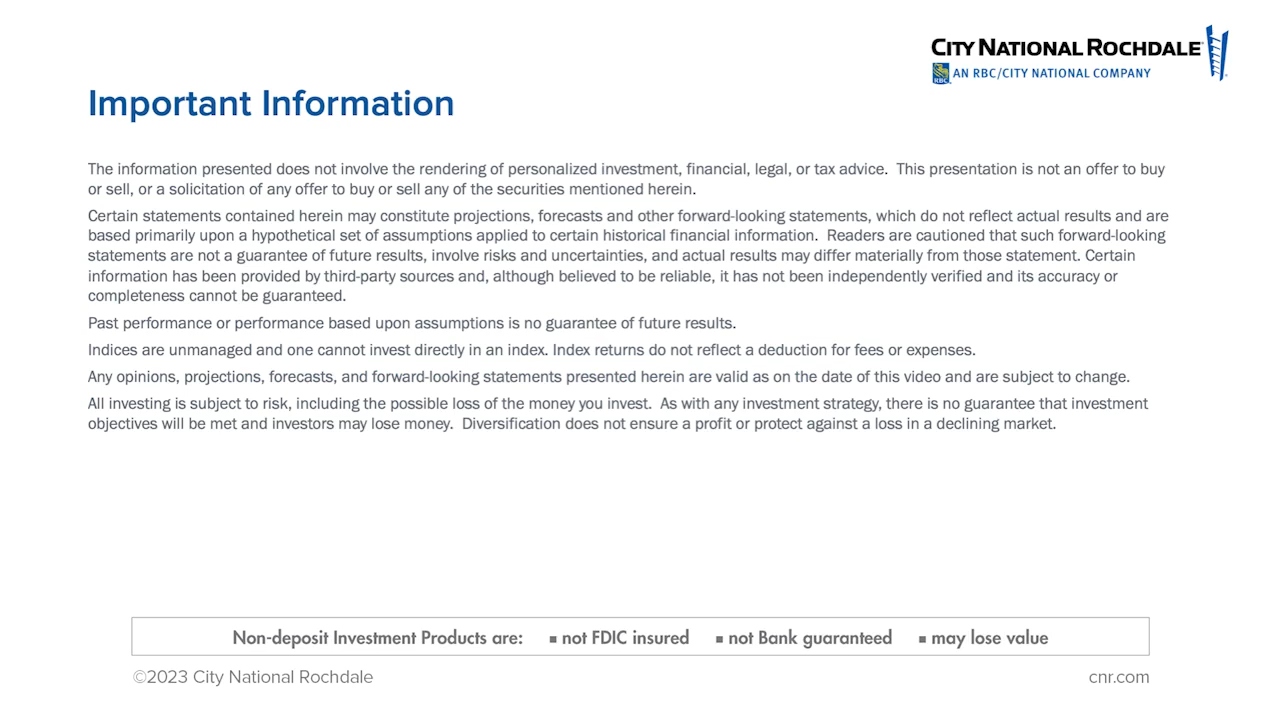 CITY NATIONAL ROCHDALE
RBC
AN RBC/CITY NATIONAL COMPANY
Important Information
The information presented does not involve the rendering of personalized investment, financial, legal, or tax advice.  This presentation is not an offer to buy
or sell, or a solicitation of any offer to buy or sell any of the securities mentioned herein.
Certain statements contained herein may constitute projections, forecasts and other forward-looking statements, which do not reflect actual results and are
based primarily upon a hypothetical set of assumptions applied to certain historical financial information.  Readers are cautioned that such forward-looking
statements are not a guarantee of future results, involve risks and uncertainties, and actual results may differ materially from those statement. Certain
information has been provided by third-party sources and, although believed to be reliable, it has not been independently verified and its accuracy or
completeness cannot be guaranteed.
Past performance or performance based upon assumptions is no guarantee of future results.
Indices are unmanaged and one cannot invest directly in an index. Index returns do not reflect a deduction for fees or expenses.
Any opinions, projections, forecasts, and forward-looking statements presented herein are valid as on the date of this video and are subject to change.
All investing is subject to risk, including the possible loss of the money you invest.  As with any investment strategy, there is no guarantee that investment
objectives will be met and investors may lose money.  Diversification does not ensure a profit or protect against a loss in a declining market.
Non-deposit Investment Products are: ▪ not FDIC insured ▪ not Bank guaranteed ▪ may lose value
©2023 City National Rochdale
cnr.com